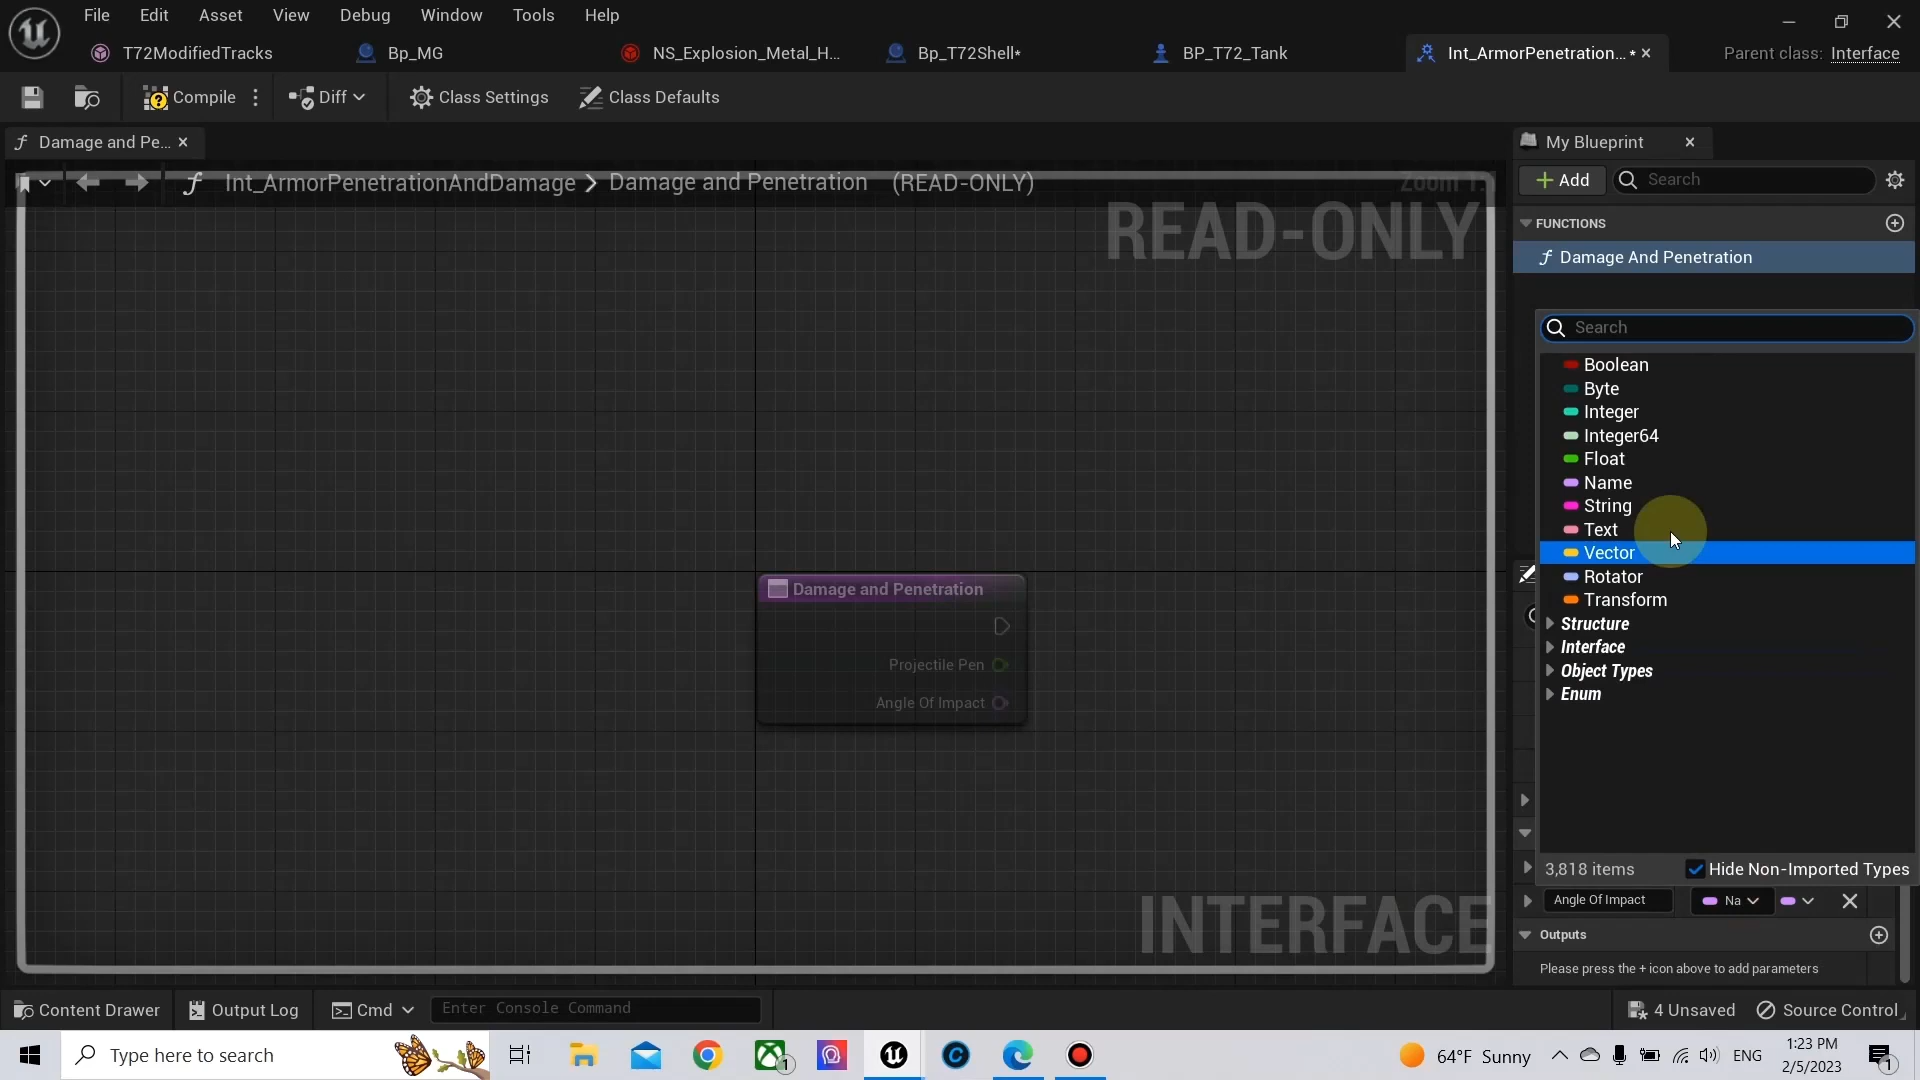 File Edit Asset View Debug Window Tools Help
T72ModifiedTracks Bp_MG NS_Explosion_Metal_H... Bp_T72Shell* BP_T72_Tank Int_ArmorPenetration... * Parent class: Interface
Compile Diff Class Settings Class Defaults
Damage and Pe... My Blueprint
Int_ArmorPenetrationAndDamage > Damage and Penetration (READ-ONLY)
Add Search
READ-ONLY
FUNCTIONS
Damage And Penetration
Search
Boolean
Byte
Integer
Integer64
Float
Name
String
Text
Vector
Rotator
Transform
Structure
Interface
Object Types
Enum
Damage and Penetration
Projectile Pen
Angle Of Impact
3,818 items Hide Non-Imported Types
Angle Of Impact Na
INTERFACE
Outputs
Please press the + icon above to add parameters
Content Drawer Output Log Cmd Enter Console Command 4 Unsaved Source Control
Type here to search 1 64°F Sunny ENG 1:23 PM
2/5/2023 1